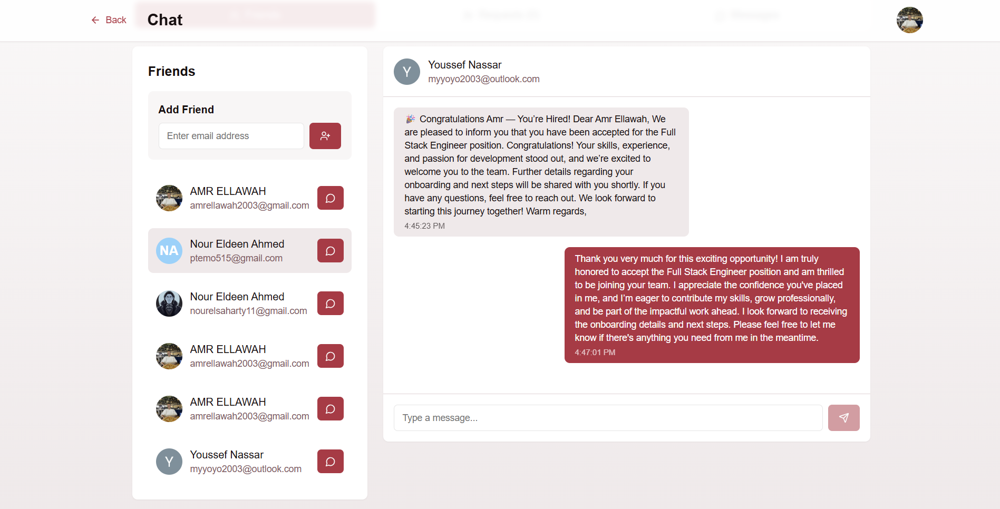 Back
Chat
Friends
Add Friend
Enter email address
AMR ELLAWAH
amrellawah2003@gmail.com
NA
Nour Eldeen Ahmed
ptemo515@gmail.com
Nour Eldeen Ahmed
nourelsaharty11@gmail.com
AMR ELLAWAH
amrellawah2003@gmail.com
AMR ELLAWAH
amrellawah2003@gmail.com
Y
Youssef Nassar
myyoyo2003@outlook.com
Y
Youssef Nassar
myyoyo2003@outlook.com
🎉 Congratulations Amr — You’re Hired! Dear Amr Ellawah, We
are pleased to inform you that you have been accepted for the Full
Stack Engineer position. Congratulations! Your skills, experience,
and passion for development stood out, and we’re excited to
welcome you to the team. Further details regarding your
onboarding and next steps will be shared with you shortly. If you
have any questions, feel free to reach out. We look forward to
starting this journey together! Warm regards,
4:45:23 PM
Thank you very much for this exciting opportunity! I am truly
honored to accept the Full Stack Engineer position and am thrilled
to be joining your team. I appreciate the confidence you've placed
in me, and I’m eager to contribute my skills, grow professionally,
and be part of the impactful work ahead. I look forward to receiving
the onboarding details and next steps. Please feel free to let me
know if there's anything you need from me in the meantime.
4:47:01 PM
Type a message...